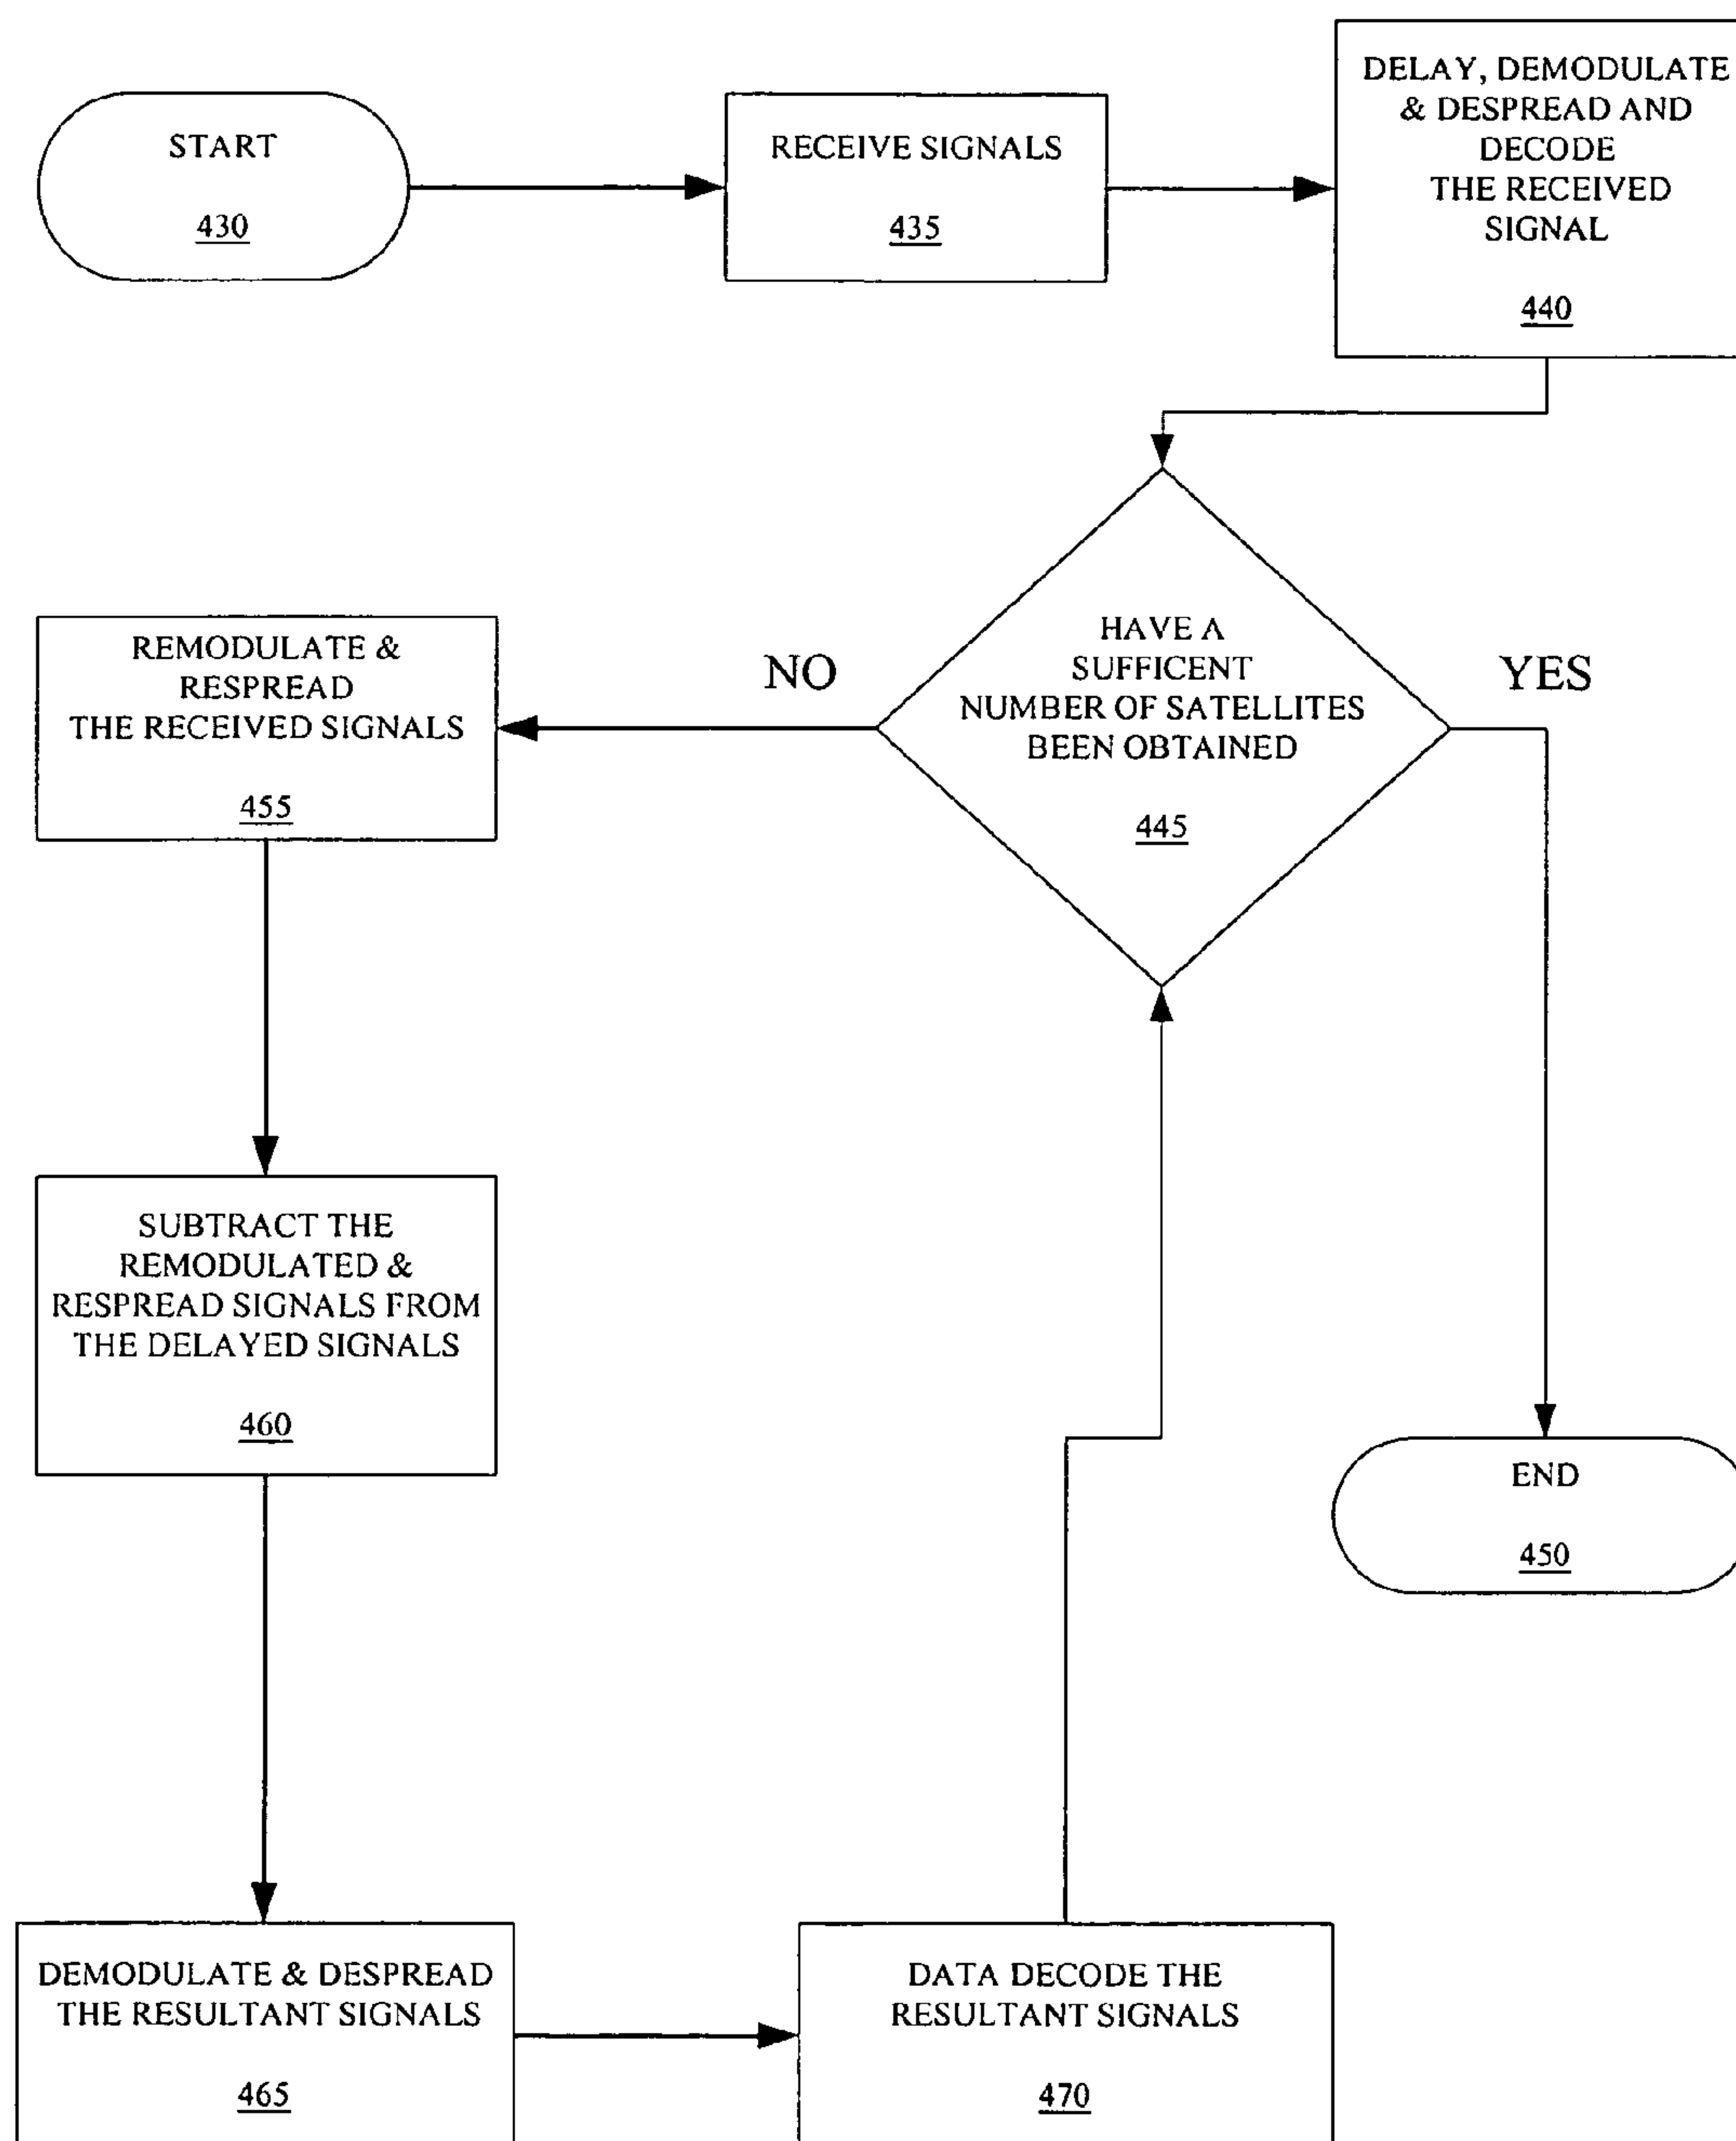 START
430
RECEIVE SIGNALS
435
DELAY, DEMODULATE
& DESPREAD AND
DECODE
THE RECEIVED
SIGNAL
440
HAVE A
SUFFICENT
NUMBER OF SATELLITES
BEEN OBTAINED
445
NO
YES
REMODULATE &
RESPREAD
THE RECEIVED SIGNALS
455
SUBTRACT THE
REMODULATED &
RESPREAD SIGNALS FROM
THE DELAYED SIGNALS
460
END
450
DEMODULATE & DESPREAD
THE RESULTANT SIGNALS
465
DATA DECODE THE
RESULTANT SIGNALS
470